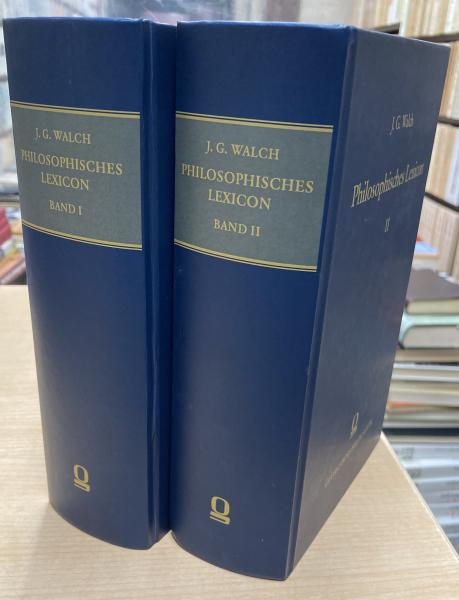 J. G. WALCH
PHILOSOPHISCHES
LEXICON
BAND I
J. G. WALCH
PHILOSOPHISCHES
LEXICON
BAND II
J. G. Walch
Philosophisches Lexicon
II